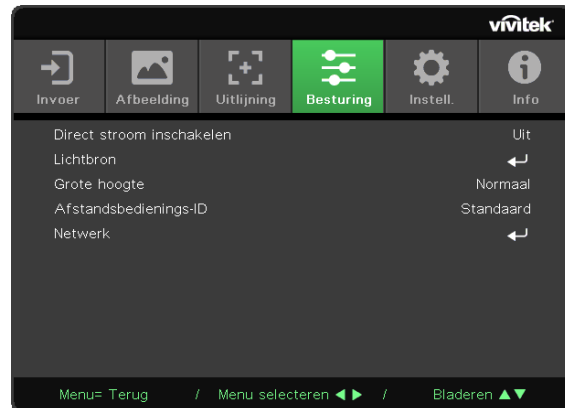 vivitek
Invoer Afbeelding Uitlijning Besturing Instell. Info
Direct stroom inschakelen Uit
Lichtbron
Grote hoogte Normaal
Afstandsbedienings-ID Standaard
Netwerk
Menu= Terug / Menu selecteren ◀ ▶ / Bladeren ▲▼